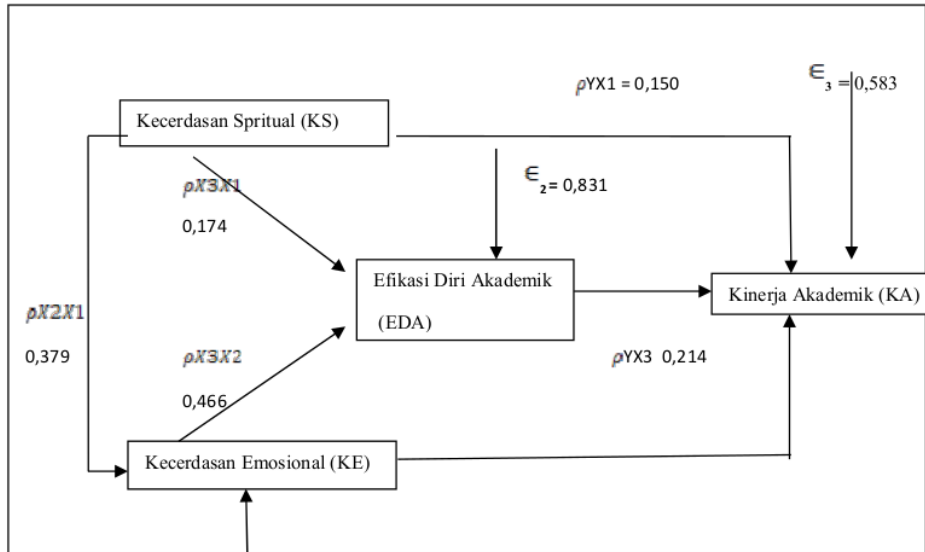 ρYX1 = 0,150
∈3 = 0,583
Kecerdasan Spritual (KS)
∈2= 0,831
ρX3X1
0,174
Efikasi Diri Akademik
(EDA)
Kinerja Akademik (KA)
ρX2X1
0,379
ρX3X2
0,466
ρYX3 0,214
Kecerdasan Emosional (KE)